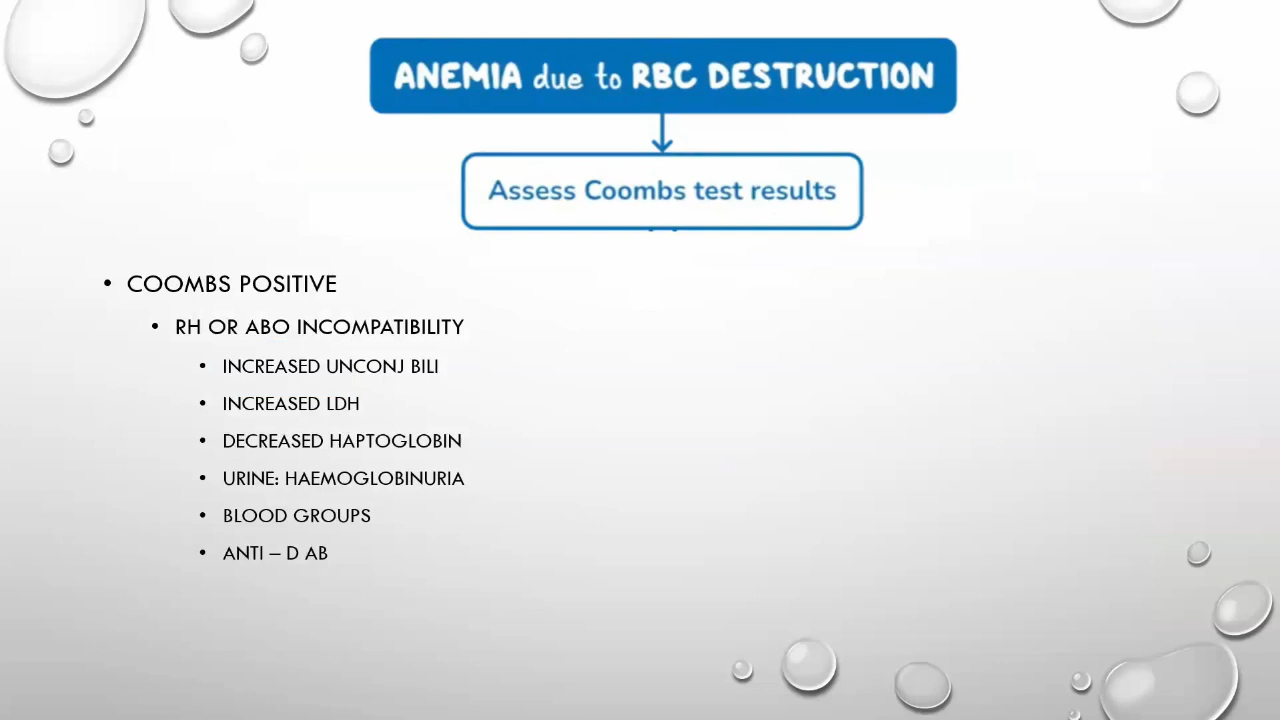 ANEMIA due to RBC DESTRUCTION
Assess Coombs test results
• COOMBS POSITIVE
• RH OR ABO INCOMPATIBILITY
• INCREASED UNCONJ BILI
• INCREASED LDH
• DECREASED HAPTOGLOBIN
• URINE: HAEMOGLOBINURIA
• BLOOD GROUPS
• ANTI – D AB